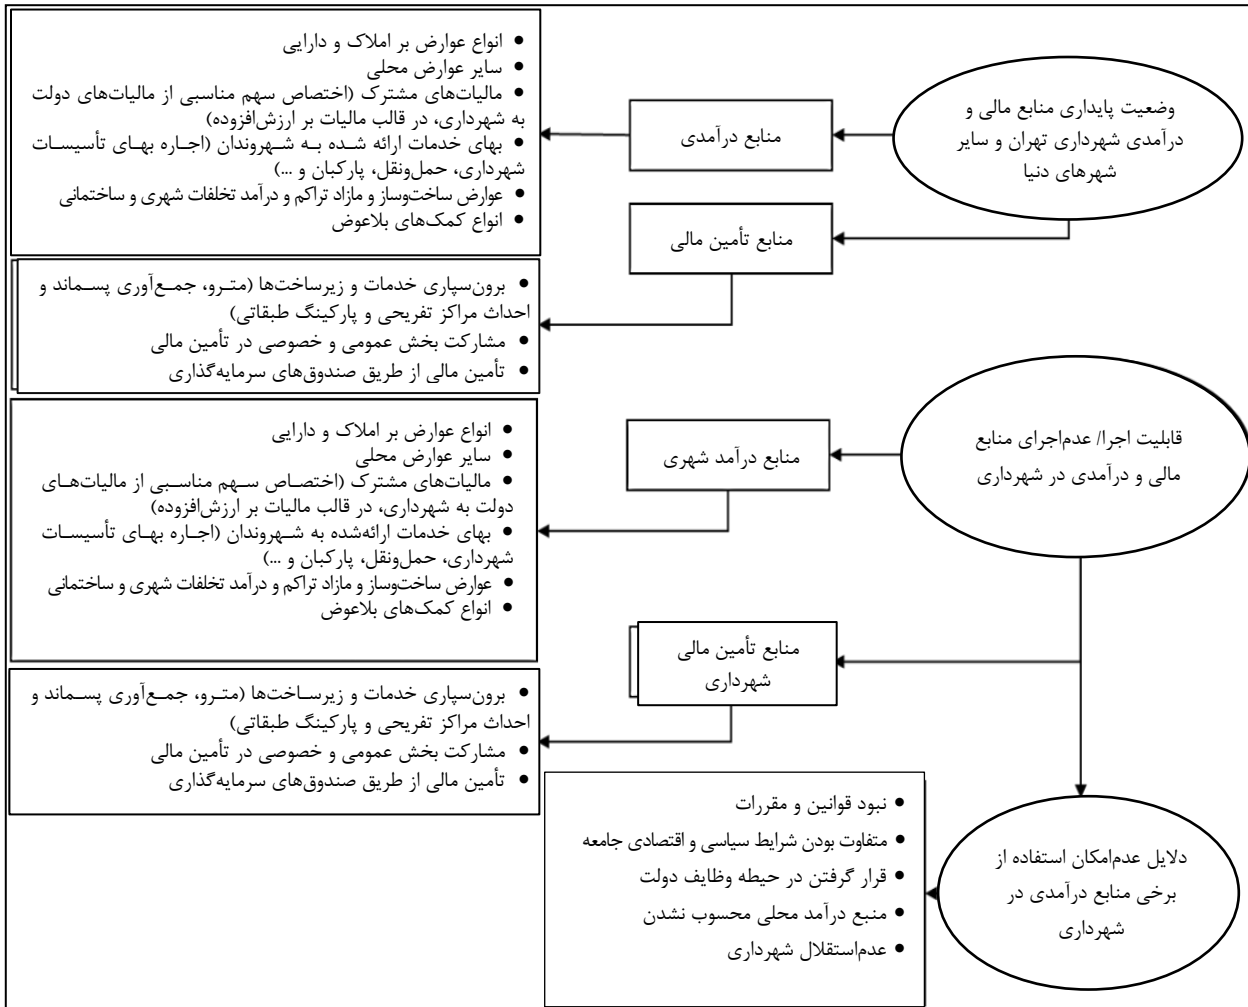 وضعیت پایداری منابع مالی و
درآمدی شهرداری تهران و سایر
شهرهای دنیا
منابع درآمدی
● انواع عوارض بر املاک و دارایی
● سایر عوارض محلی
● مالیات‌های مشترک (اختصاص سهم مناسبی از مالیات‌های دولت
به شهرداری، در قالب مالیات بر ارزش‌افزوده)
● بهای خدمات ارائه شده به شهروندان (اجاره بهای تأسیسات
شهرداری، حمل‌ونقل، پارکبان و ...)
● عوارض ساخت‌وساز و مازاد تراکم و درآمد تخلفات شهری و ساختمانی
● انواع کمک‌های بلاعوض
منابع تأمین مالی
● برون‌سپاری خدمات و زیرساخت‌ها (مترو، جمع‌آوری پسماند و
احداث مراکز تفریحی و پارکینگ طبقاتی)
● مشارکت بخش عمومی و خصوصی در تأمین مالی
● تأمین مالی از طریق صندوق‌های سرمایه‌گذاری
قابلیت اجرا/ عدم‌اجرای منابع
مالی و درآمدی در شهرداری
منابع درآمد شهری
● انواع عوارض بر املاک و دارایی
● سایر عوارض محلی
● مالیات‌های مشترک (اختصاص سهم مناسبی از مالیات‌های
دولت به شهرداری، در قالب مالیات بر ارزش‌افزوده)
● بهای خدمات ارائه‌شده به شهروندان (اجاره بهای تأسیسات
شهرداری، حمل‌ونقل، پارکبان و ...)
● عوارض ساخت‌وساز و مازاد تراکم و درآمد تخلفات شهری و ساختمانی
● انواع کمک‌های بلاعوض
منابع تأمین مالی
شهرداری
● برون‌سپاری خدمات و زیرساخت‌ها (مترو، جمع‌آوری پسماند و
احداث مراکز تفریحی و پارکینگ طبقاتی)
● مشارکت بخش عمومی و خصوصی در تأمین مالی
● تأمین مالی از طریق صندوق‌های سرمایه‌گذاری
دلایل عدم‌امکان استفاده از
برخی منابع درآمدی در
شهرداری
● نبود قوانین و مقررات
● متفاوت بودن شرایط سیاسی و اقتصادی جامعه
● قرار گرفتن در حیطه وظایف دولت
● منبع درآمد محلی محسوب نشدن
● عدم‌استقلال شهرداری